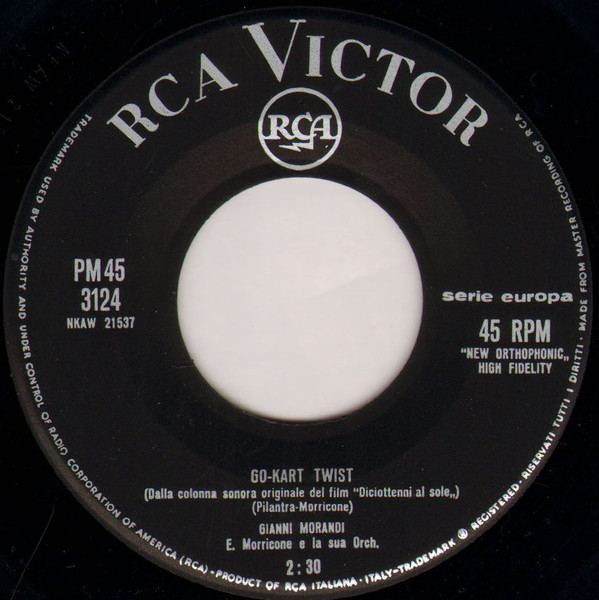 RCA VICTOR
RCA
PM 45
3124
NKAW 21537
serie europa
45 RPM
"NEW ORTHOPHONIC„
HIGH FIDELITY
GO-KART TWIST
(Dalla colonna sonora originale del film "Diciottenni al sole„)
(Pilantra-Morricone)
GIANNI MORANDI
E. Morricone e la sua Orch.
2:30
TRADEMARK USED BY AUTHORITY AND UNDER CONTROL OF RADIO CORPORATION OF AMERICA (RCA) - PRODUCT OF RCA ITALIANA - ITALY-TRADEMARK ® REGISTERED - RISERVATI TUTTI I DIRITTI - MADE FROM MASTER RECORDING OF RCA